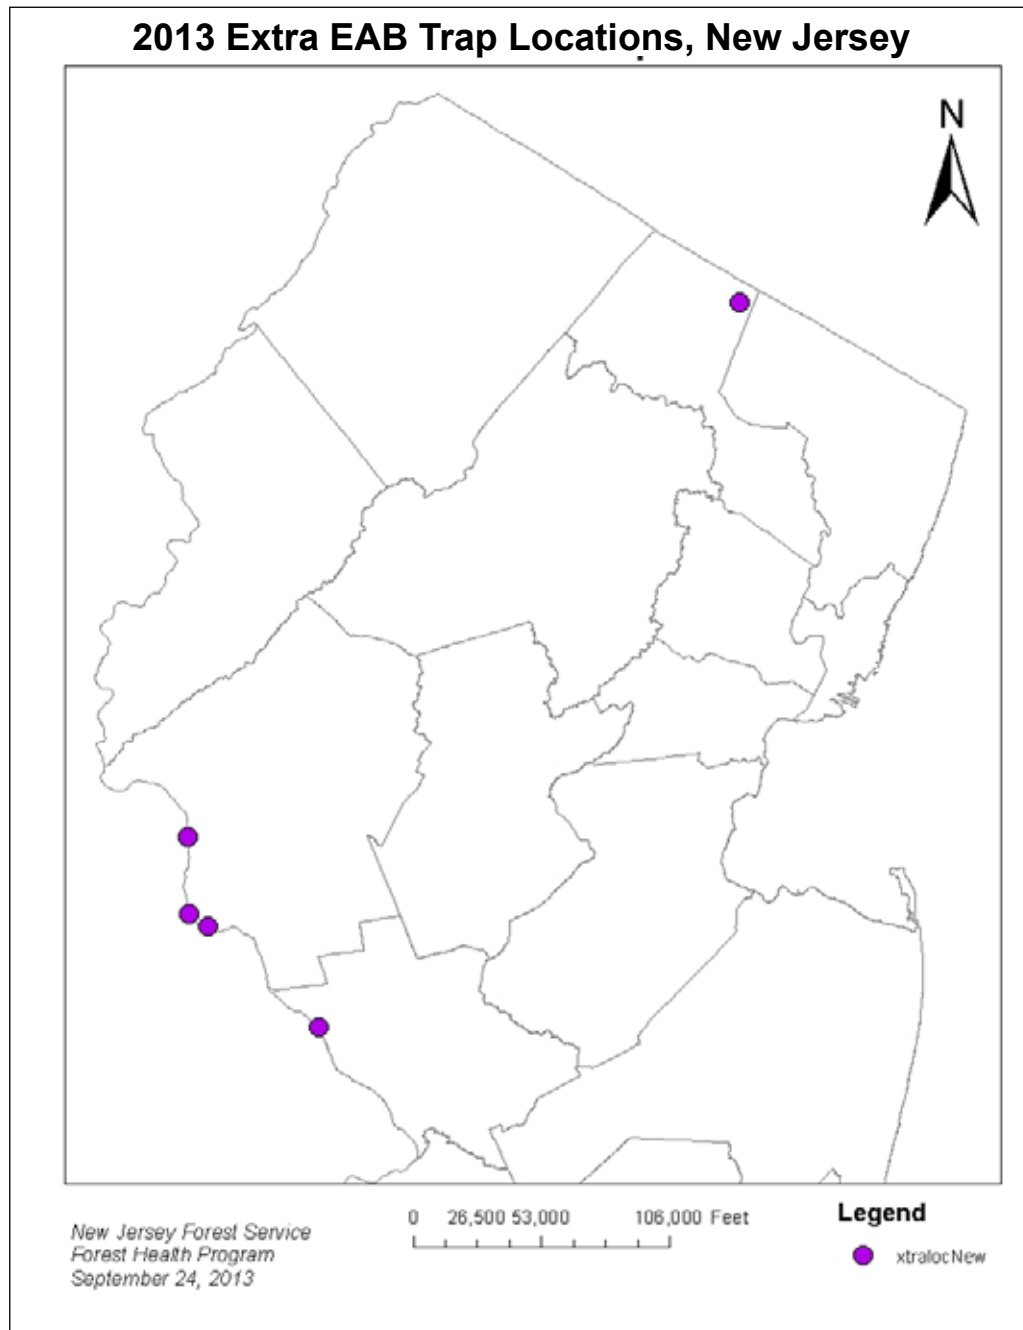 2013 Extra EAB Trap Locations, New Jersey
N
New Jersey Forest Service
Forest Health Program
September 24, 2013
0 26,500 53,000 106,000 Feet
Legend
xtralocNew